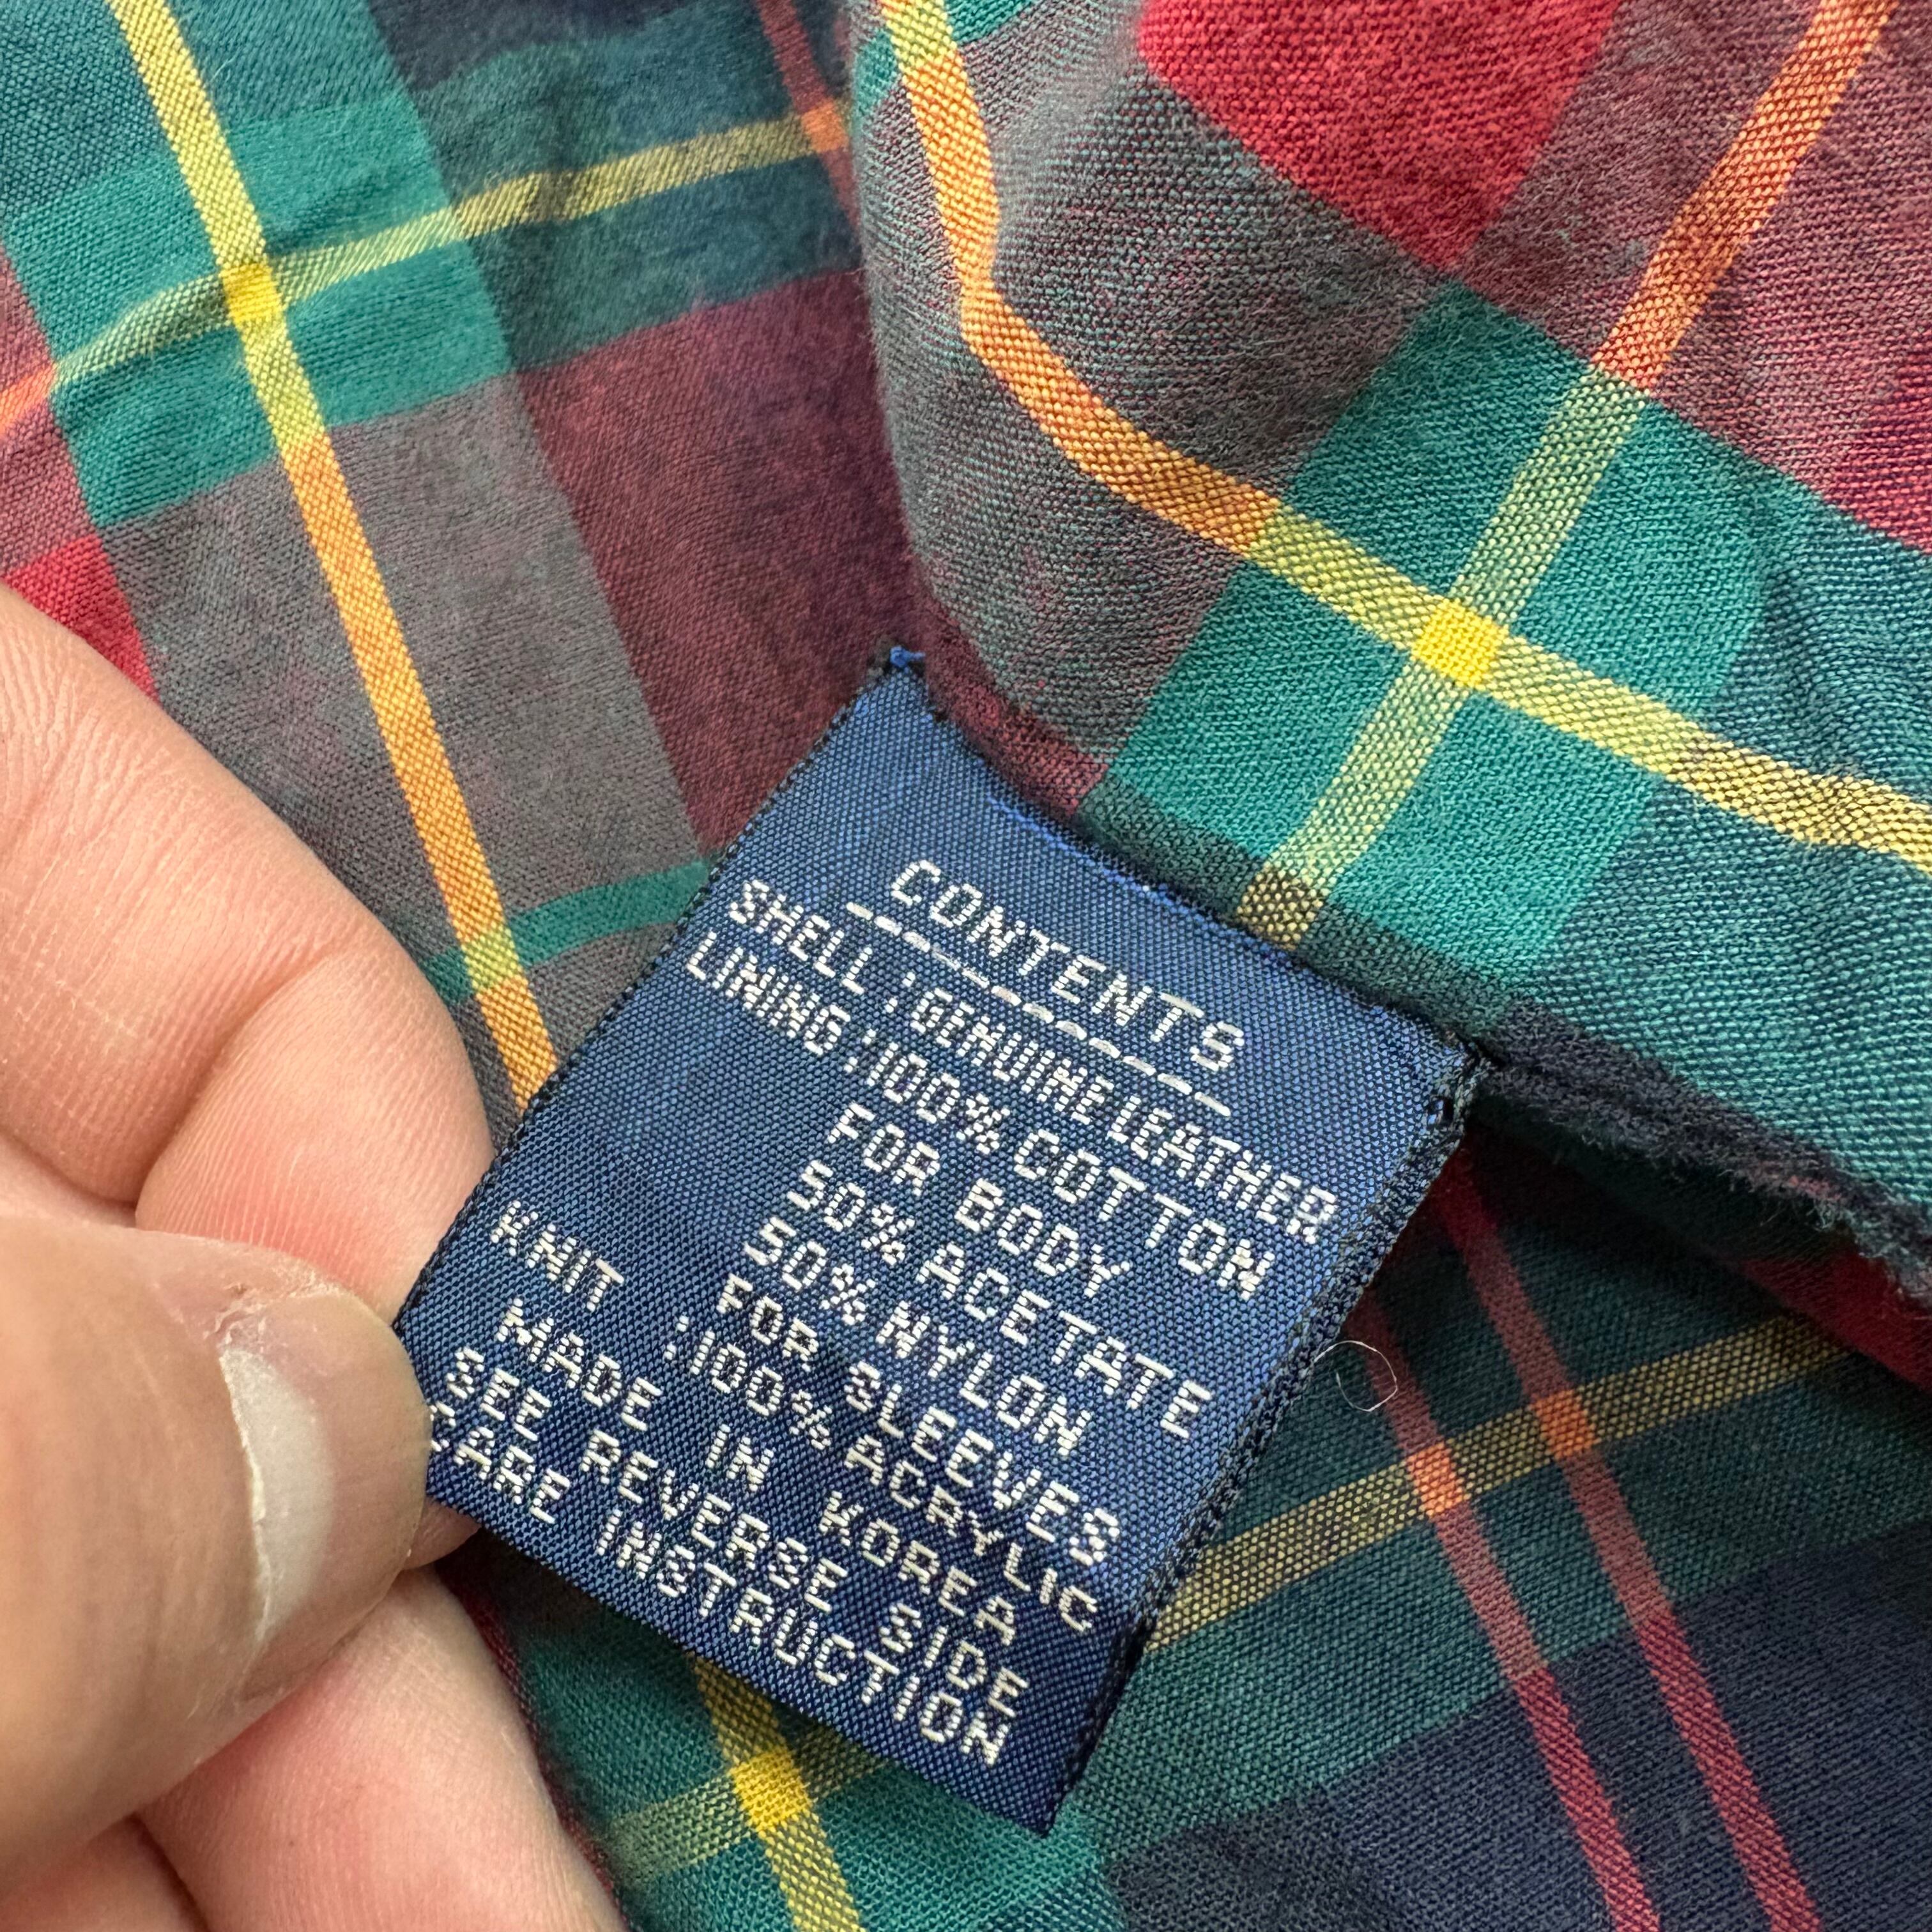 CONTENTS
SHELL : GENUINE LEATHER
LINING : 100% COTTON
FOR BODY
50% ACETATE
50% NYLON
FOR SLEEVES
KNIT : 100% ACRYLIC
MADE IN KOREA
SEE REVERSE SIDE
CARE INSTRUCTION